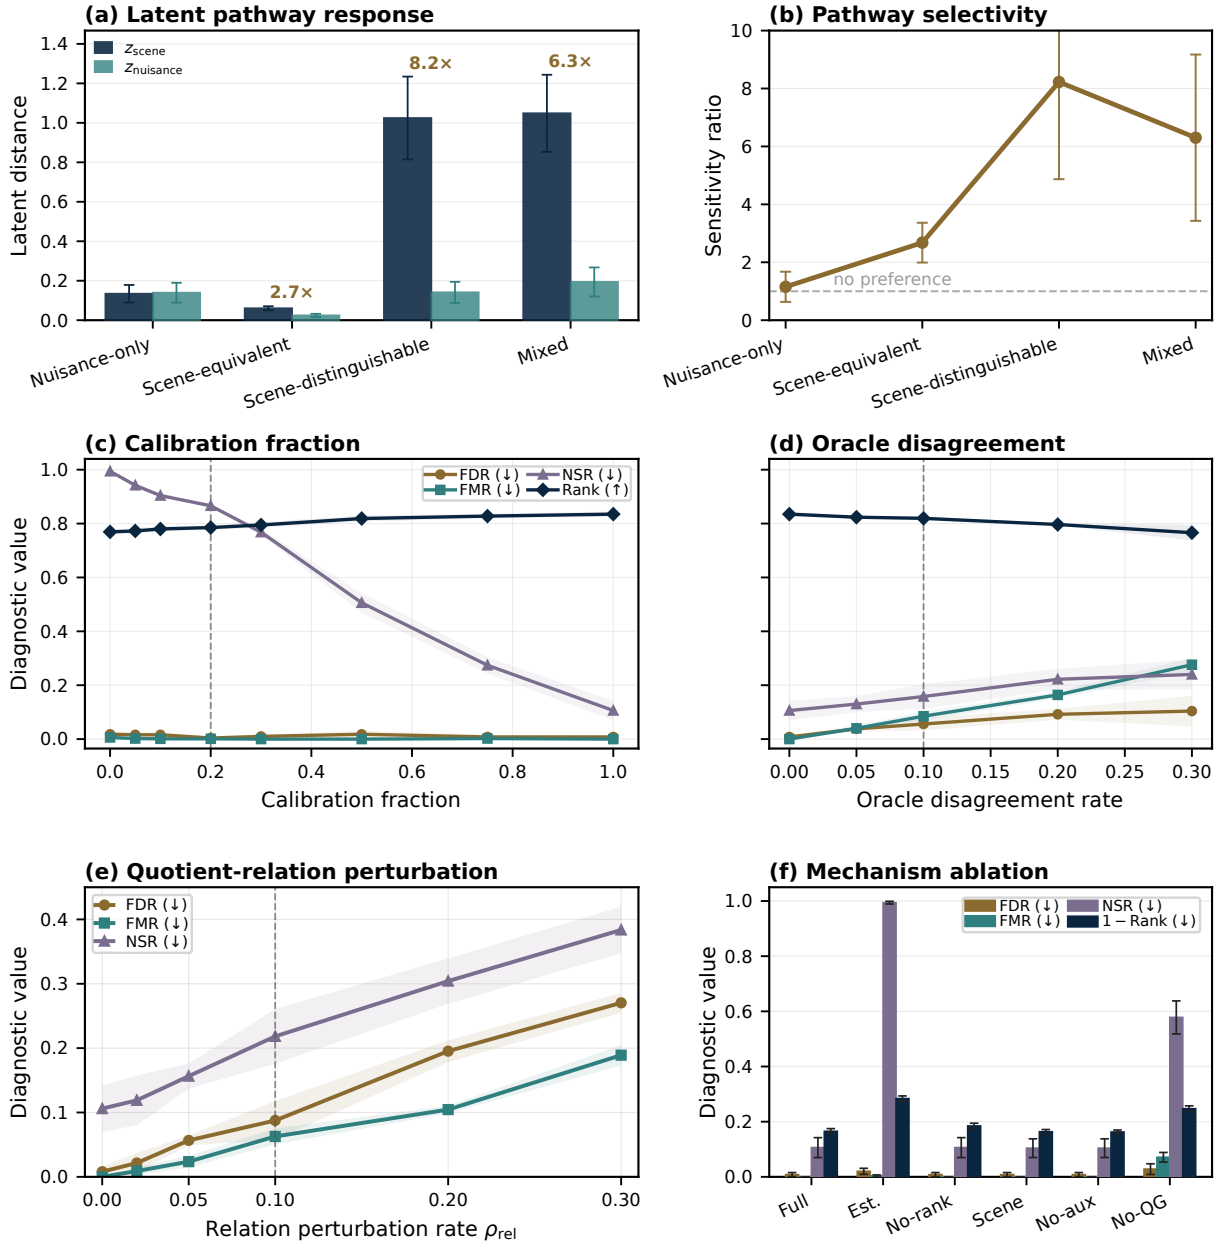 (a) Latent pathway response
Latent distance
1.4
1.2
1.0
0.8
0.6
0.4
0.2
0.0
z_scene
z_nuisance
2.7×
8.2×
6.3×
Nuisance-only
Scene-equivalent
Scene-distinguishable
Mixed
(b) Pathway selectivity
Sensitivity ratio
10
8
6
4
2
0
no preference
Nuisance-only
Scene-equivalent
Scene-distinguishable
Mixed
(c) Calibration fraction
Diagnostic value
1.0
0.8
0.6
0.4
0.2
0.0
FDR (↓)
FMR (↓)
NSR (↓)
Rank (↑)
0.0
0.2
0.4
0.6
0.8
1.0
Calibration fraction
(d) Oracle disagreement
0.00
0.05
0.10
0.15
0.20
0.25
0.30
Oracle disagreement rate
(e) Quotient-relation perturbation
Diagnostic value
0.4
0.3
0.2
0.1
0.0
FDR (↓)
FMR (↓)
NSR (↓)
0.00
0.05
0.10
0.20
0.30
Relation perturbation rate ρ_rel
(f) Mechanism ablation
Diagnostic value
1.0
0.8
0.6
0.4
0.2
0.0
FDR (↓)
FMR (↓)
NSR (↓)
1 − Rank (↓)
Full
Est.
No-rank
Scene
No-aux
No-QG